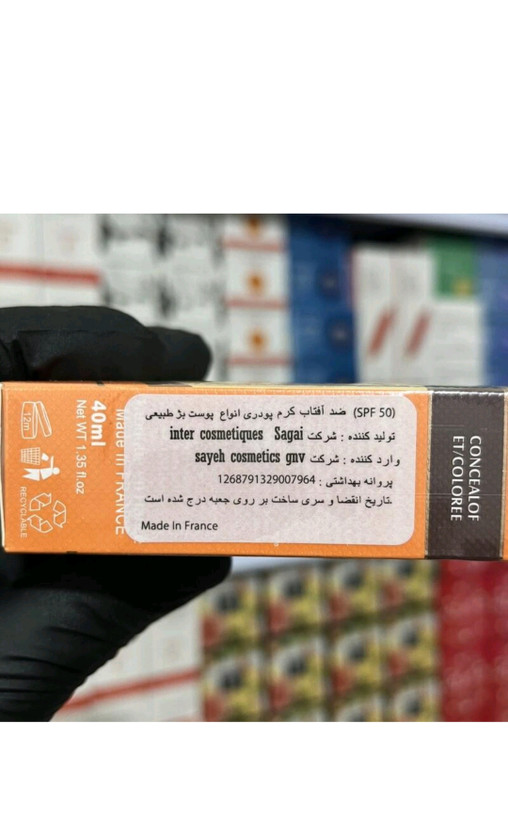 (SPF 50) ضد آفتاب کرم پودری انواع پوست بژ طبیعی
تولید کننده : شرکت inter cosmetiques Sagai
وارد کننده : شرکت sayeh cosmetics gnv
پروانه بهداشتی : 1268791329007964
.تاریخ انقضا و سری ساخت بر روی جعبه درج شده است
Made In France
40ml
Net WT 1.35 fl.oz
12m
RECYCLABLE
Made In FRANCE
CONCEALOF
ET/COLOREE